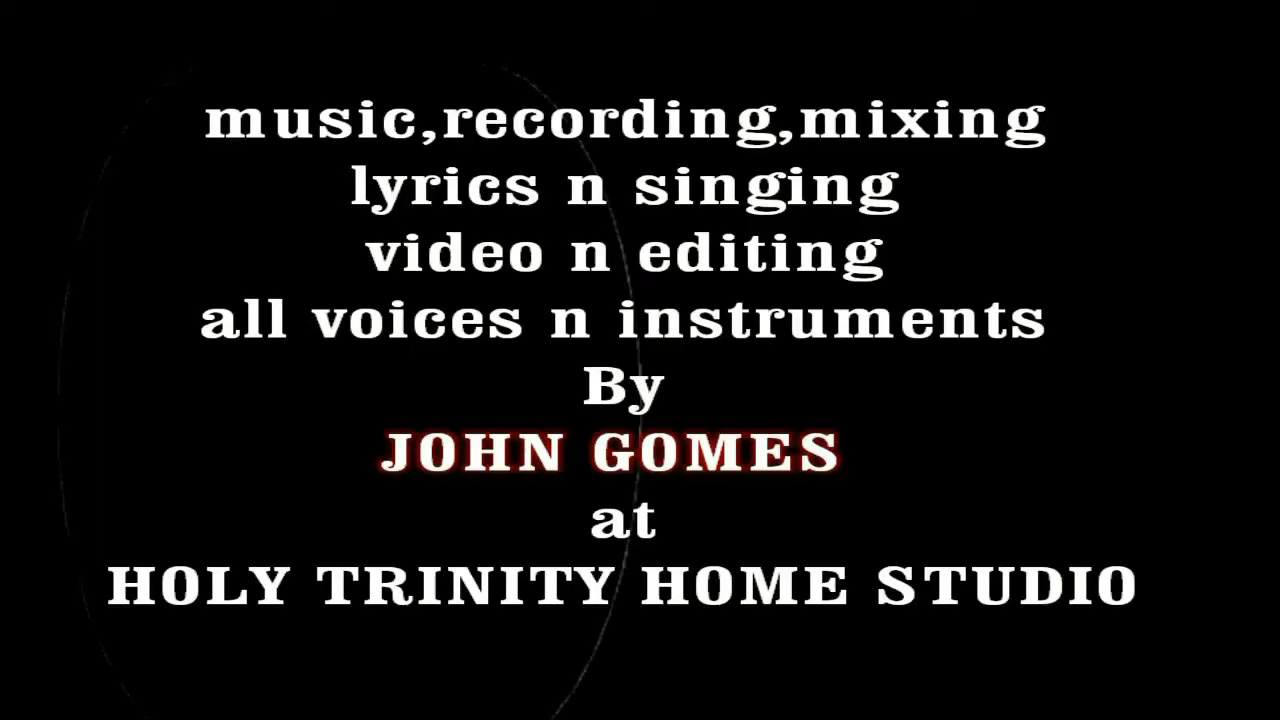 music,recording,mixing
lyrics n singing
video n editing
all voices n instruments
By
JOHN GOMES
at
HOLY TRINITY HOME STUDIO